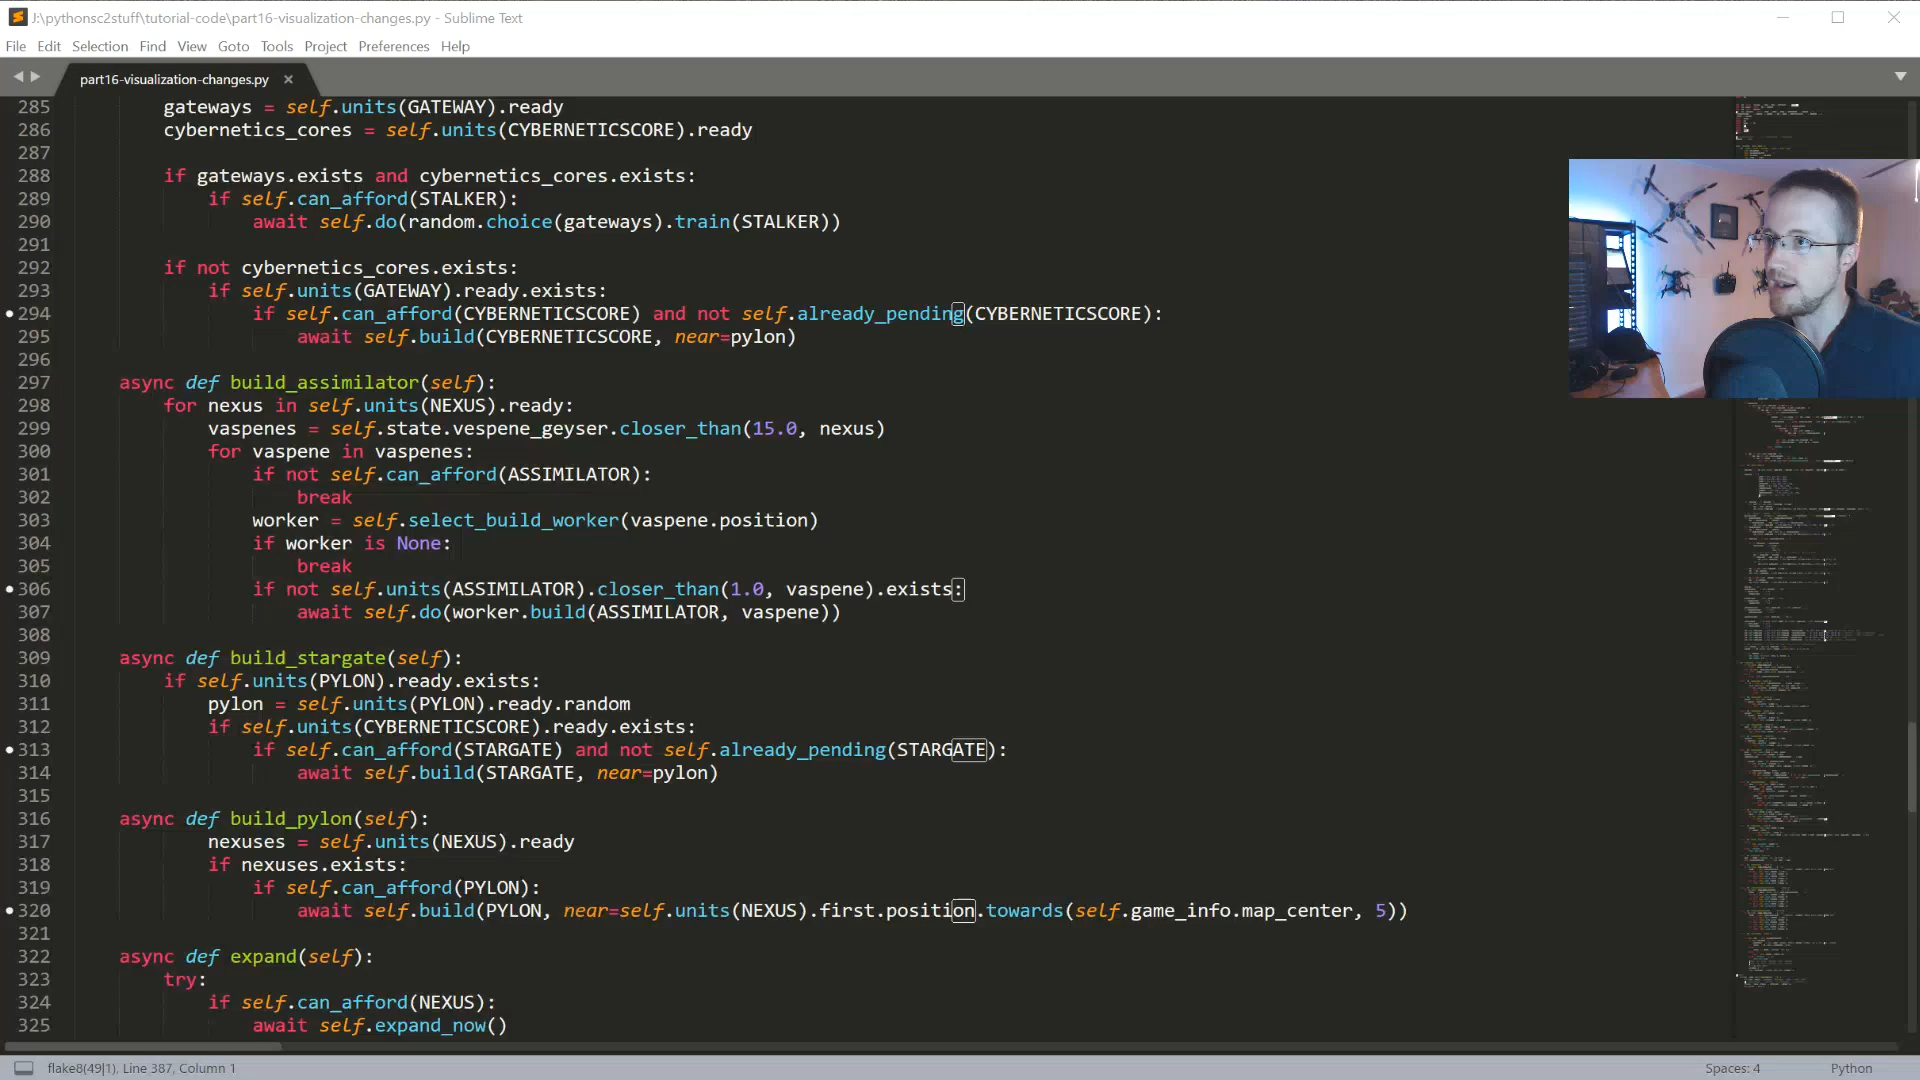 J:\pythonsc2stuff\tutorial-code\part16-visualization-changes.py - Sublime Text
File Edit Selection Find View Goto Tools Project Preferences Help
part16-visualization-changes.py ×
285 gateways = self.units(GATEWAY).ready
286 cybernetics_cores = self.units(CYBERNETICSCORE).ready
287
288 if gateways.exists and cybernetics_cores.exists:
289 if self.can_afford(STALKER):
290 await self.do(random.choice(gateways).train(STALKER))
291
292 if not cybernetics_cores.exists:
293 if self.units(GATEWAY).ready.exists:
294 if self.can_afford(CYBERNETICSCORE) and not self.already_pending(CYBERNETICSCORE):
295 await self.build(CYBERNETICSCORE, near=pylon)
296
297 async def build_assimilator(self):
298 for nexus in self.units(NEXUS).ready:
299 vaspenes = self.state.vespene_geyser.closer_than(15.0, nexus)
300 for vaspene in vaspenes:
301 if not self.can_afford(ASSIMILATOR):
302 break
303 worker = self.select_build_worker(vaspene.position)
304 if worker is None:
305 break
306 if not self.units(ASSIMILATOR).closer_than(1.0, vaspene).exists:
307 await self.do(worker.build(ASSIMILATOR, vaspene))
308
309 async def build_stargate(self):
310 if self.units(PYLON).ready.exists:
311 pylon = self.units(PYLON).ready.random
312 if self.units(CYBERNETICSCORE).ready.exists:
313 if self.can_afford(STARGATE) and not self.already_pending(STARGATE):
314 await self.build(STARGATE, near=pylon)
315
316 async def build_pylon(self):
317 nexuses = self.units(NEXUS).ready
318 if nexuses.exists:
319 if self.can_afford(PYLON):
320 await self.build(PYLON, near=self.units(NEXUS).first.position.towards(self.game_info.map_center, 5))
321
322 async def expand(self):
323 try:
324 if self.can_afford(NEXUS):
325 await self.expand_now()
flake8(49|1), Line 387, Column 1 Spaces: 4 Python